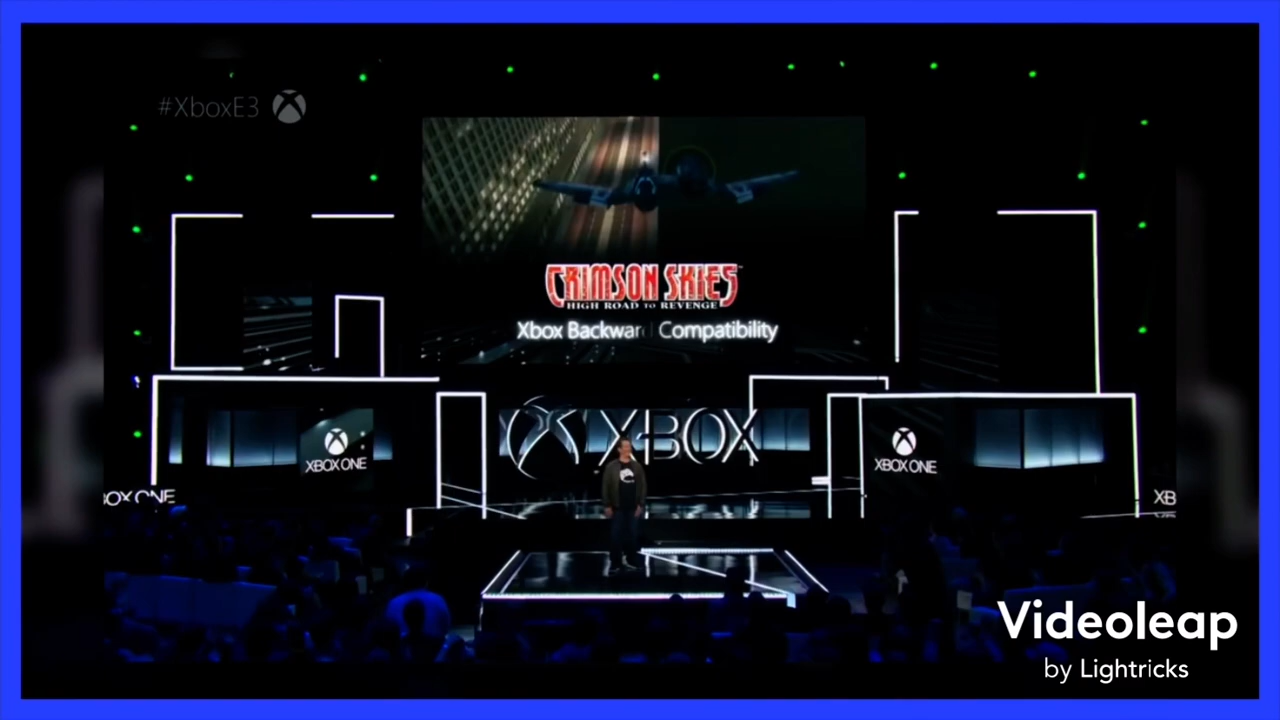 #XboxE3
CRIMSON SKIES
HIGH ROAD TO REVENGE
Xbox Backward Compatibility
XBOX
XBOX ONE
XBOX ONE
BOX ONE
XB
Videoleap
by Lightricks